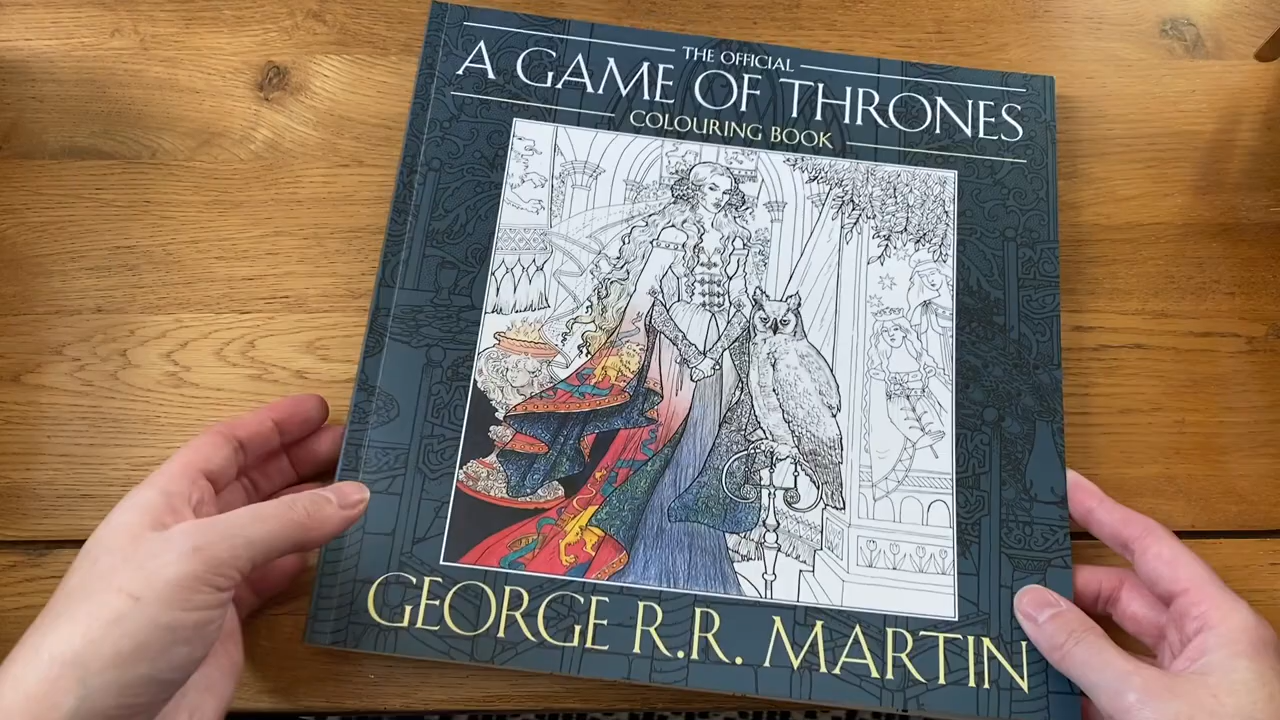 THE OFFICIAL
A GAME OF THRONES
COLOURING BOOK
GEORGE R.R. MARTIN